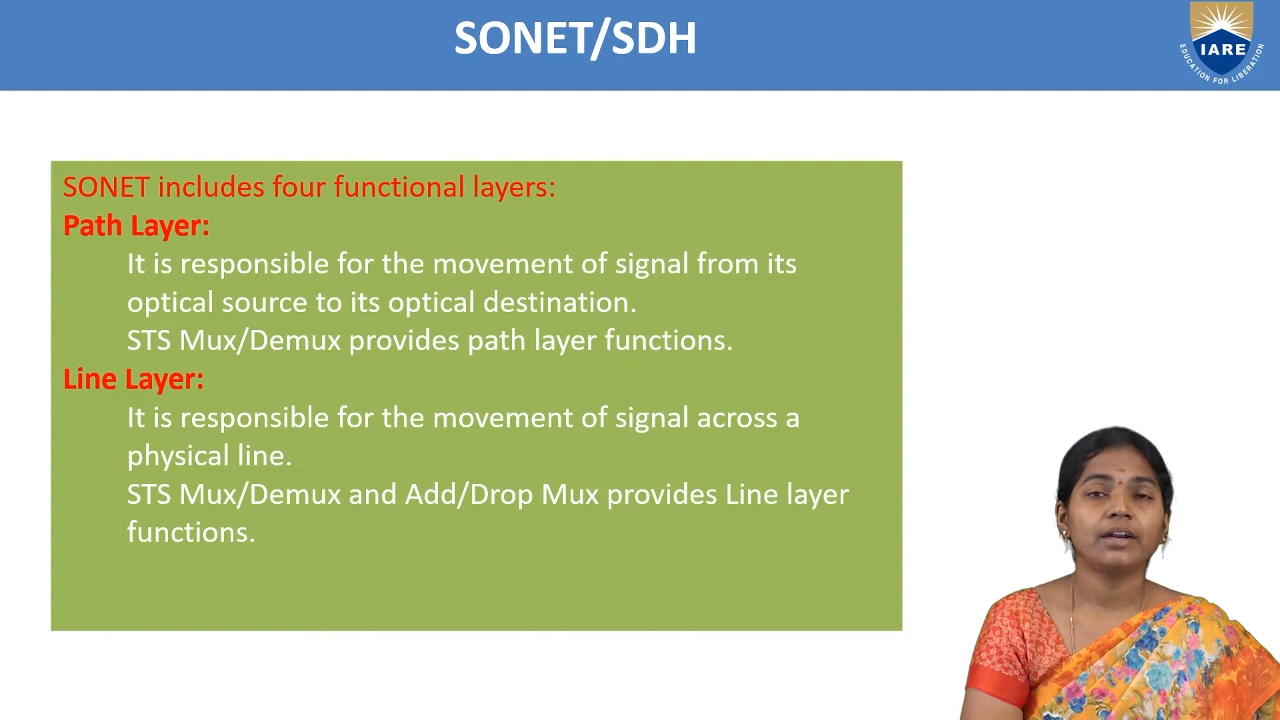 SONET/SDH
IARE
EDUCATION FOR LIBERATION
SONET includes four functional layers:
Path Layer:
It is responsible for the movement of signal from its
optical source to its optical destination.
STS Mux/Demux provides path layer functions.
Line Layer:
It is responsible for the movement of signal across a
physical line.
STS Mux/Demux and Add/Drop Mux provides Line layer
functions.